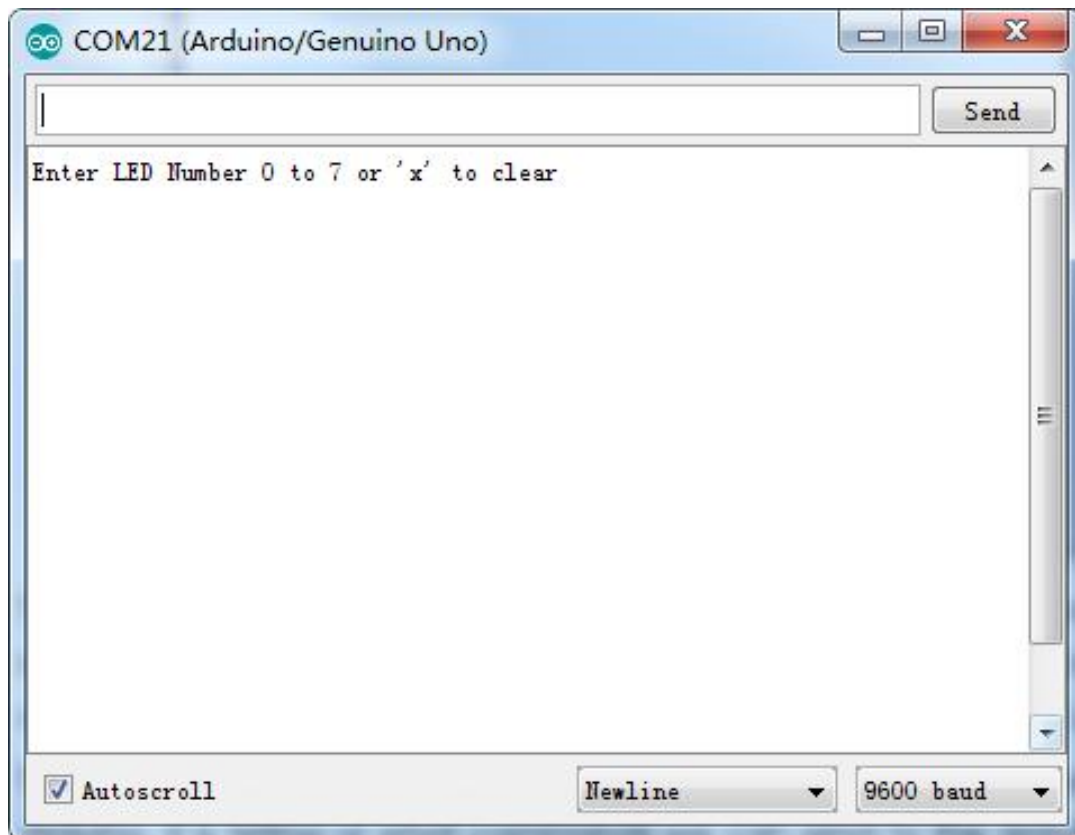 COM21 (Arduino/Genuino Uno)
Send
Enter LED Number 0 to 7 or 'x' to clear
Autoscroll
Newline
9600 baud